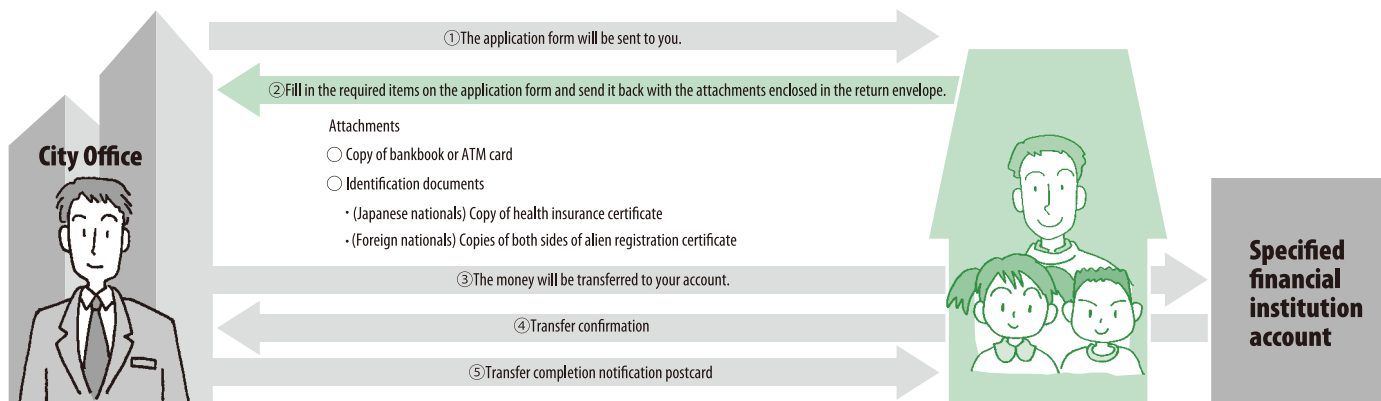 ①The application form will be sent to you.
②Fill in the required items on the application form and send it back with the attachments enclosed in the return envelope.
Attachments
○ Copy of bankbook or ATM card
○ Identification documents
・(Japanese nationals) Copy of health insurance certificate
・(Foreign nationals) Copies of both sides of alien registration certificate
City Office
③The money will be transferred to your account.
④Transfer confirmation
⑤Transfer completion notification postcard
Specified
financial
institution
account